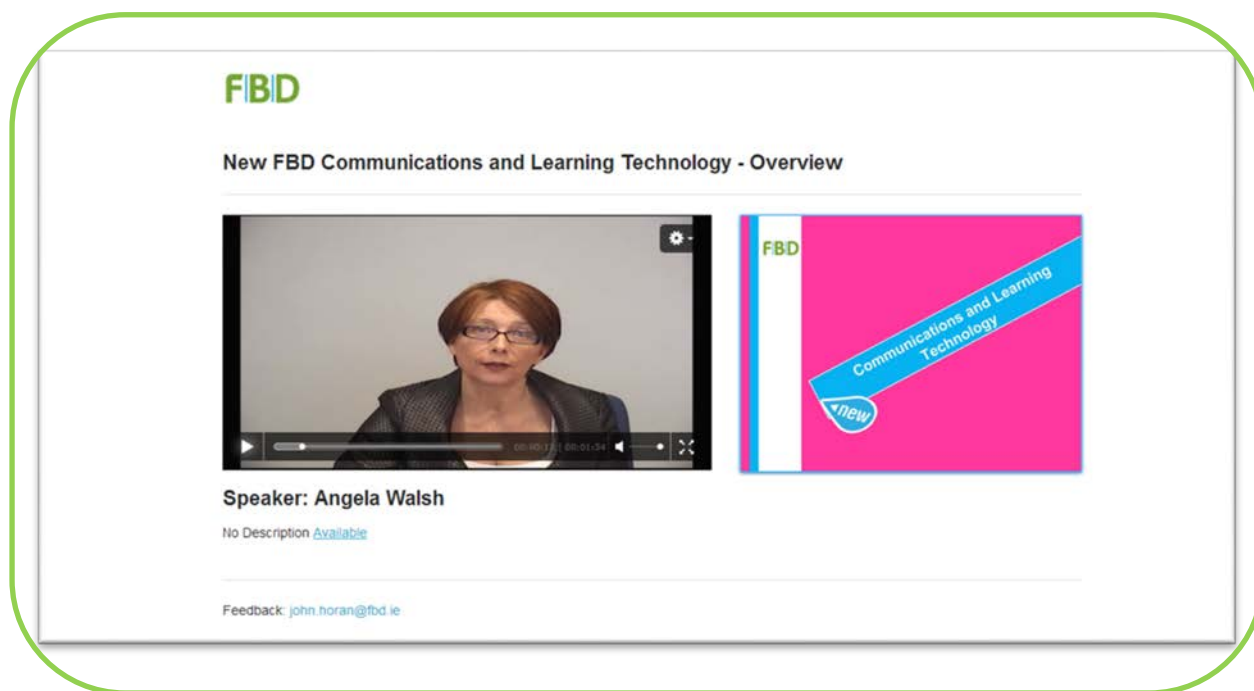 FBD
New FBD Communications and Learning Technology - Overview
FBD
Communications and Learning
Technology
new
Speaker: Angela Walsh
No Description Available
Feedback: john.horan@fbd.ie